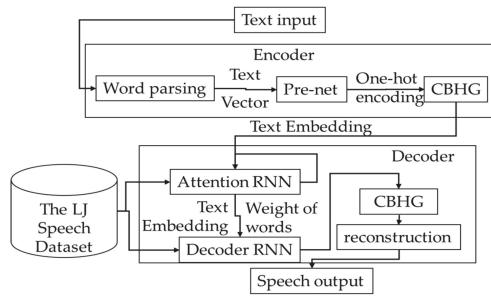 Text input
Encoder
Word parsing
Text
Vector
Pre-net
One-hot
encoding
CBHG
Text Embedding
Decoder
The LJ
Speech
Dataset
Attention RNN
Text
Embedding
Weight of
words
Decoder RNN
CBHG
reconstruction
Speech output